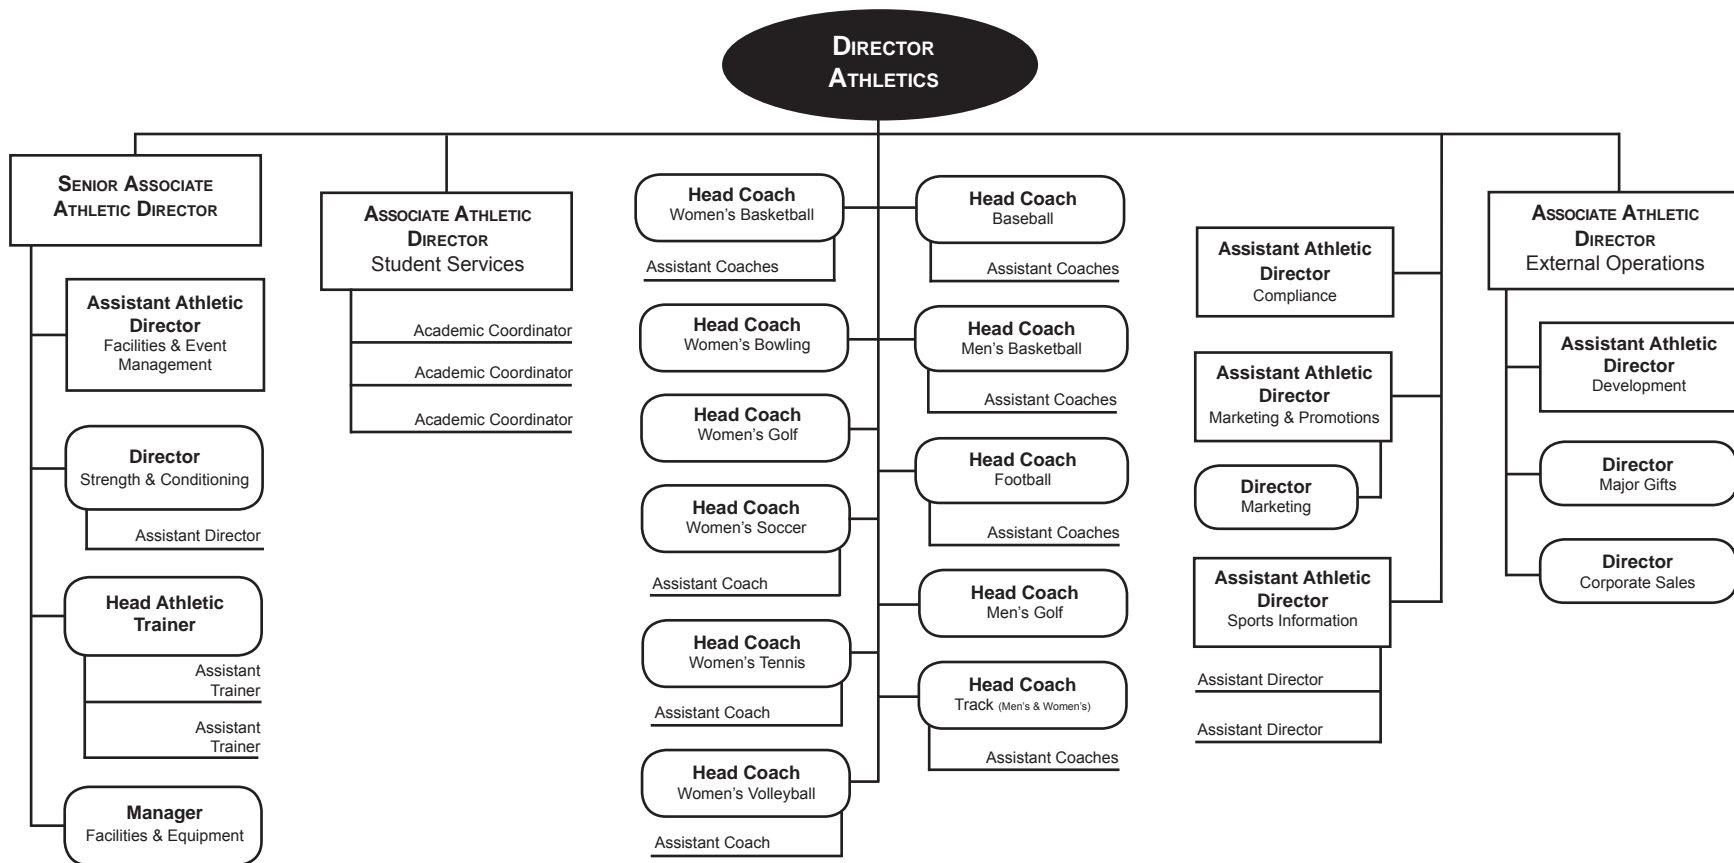 DIRECTOR
ATHLETICS
SENIOR ASSOCIATE
ATHLETIC DIRECTOR
Assistant Athletic
Director
Facilities & Event
Management
Director
Strength & Conditioning
Assistant Director
Head Athletic
Trainer
Assistant
Trainer
Assistant
Trainer
Manager
Facilities & Equipment
ASSOCIATE ATHLETIC
DIRECTOR
Student Services
Academic Coordinator
Academic Coordinator
Academic Coordinator
Head Coach
Women's Basketball
Assistant Coaches
Head Coach
Women's Bowling
Head Coach
Women's Golf
Head Coach
Women's Soccer
Assistant Coach
Head Coach
Women's Tennis
Assistant Coach
Head Coach
Women's Volleyball
Assistant Coach
Head Coach
Baseball
Assistant Coaches
Head Coach
Men's Basketball
Assistant Coaches
Head Coach
Football
Assistant Coaches
Head Coach
Men's Golf
Head Coach
Track (Men's & Women's)
Assistant Coaches
Assistant Athletic
Director
Compliance
Assistant Athletic
Director
Marketing & Promotions
Director
Marketing
Assistant Athletic
Director
Sports Information
Assistant Director
Assistant Director
ASSOCIATE ATHLETIC
DIRECTOR
External Operations
Assistant Athletic
Director
Development
Director
Major Gifts
Director
Corporate Sales